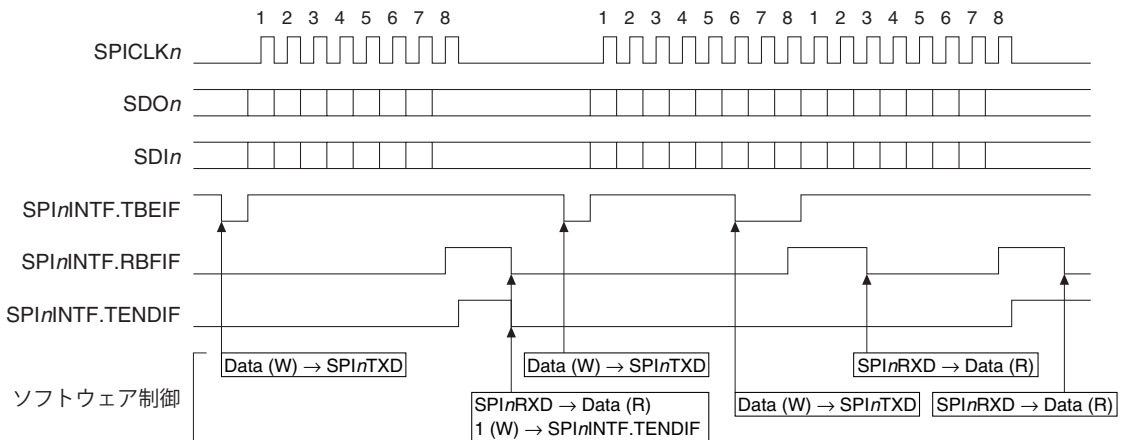 1 2 3 4 5 6 7 8 1 2 3 4 5 6 7 8 1 2 3 4 5 6 7 8
SPICLKn
SDOn
SDIn
SPInINTF.TBEIF
SPInINTF.RBFIF
SPInINTF.TENDIF
ソフトウェア制御
Data (W) → SPInTXD
Data (W) → SPInTXD
SPInRXD → Data (R)
SPInRXD → Data (R)
1 (W) → SPInINTF.TENDIF
Data (W) → SPInTXD
SPInRXD → Data (R)